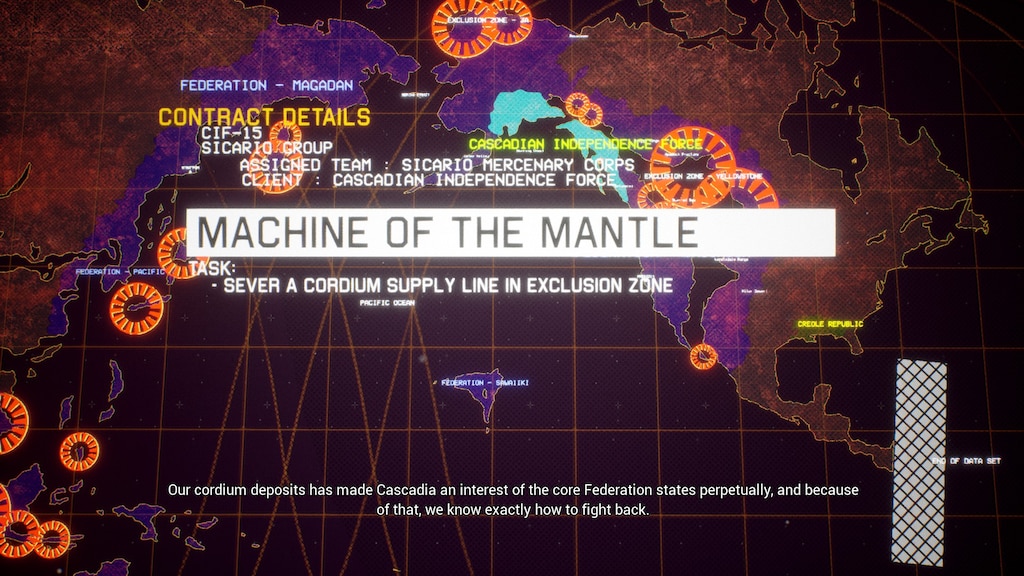 EXCLUSION ZONE -
FEDERATION - MAGADAN
CONTRACT DETAILS
CIF-15
SICARIO GROUP
CASCADIAN INDEPENDENCE FORCE
ASSIGNED TEAM : SICARIO MERCENARY CORPS
CLIENT : CASCADIAN INDEPENDENCE FORCE
EXCLUSION ZONE - YELLOWSTONE
MACHINE OF THE MANTLE
FEDERATION - PACIFIC
TASK:
- SEVER A CORDIUM SUPPLY LINE IN EXCLUSION ZONE
PACIFIC OCEAN
CREOLE REPUBLIC
FEDERATION - SAWAIIKI
END OF DATA SET
Our cordium deposits has made Cascadia an interest of the core Federation states perpetually, and because
of that, we know exactly how to fight back.